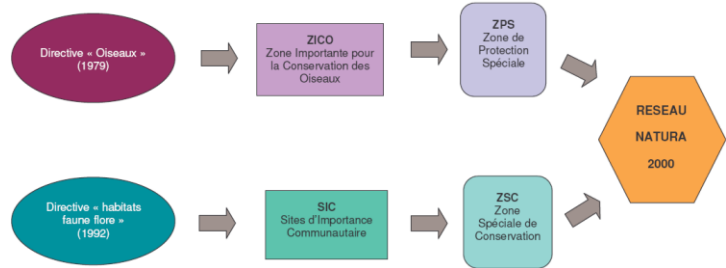 Directive « Oiseaux »
(1979)
ZICO
Zone Importante pour
la Conservation des
Oiseaux
ZPS
Zone de
Protection
Spéciale
RESEAU
NATURA
2000
Directive « habitats
faune flore »
(1992)
SIC
Sites d'Importance
Communautaire
ZSC
Zone
Spéciale de
Conservation